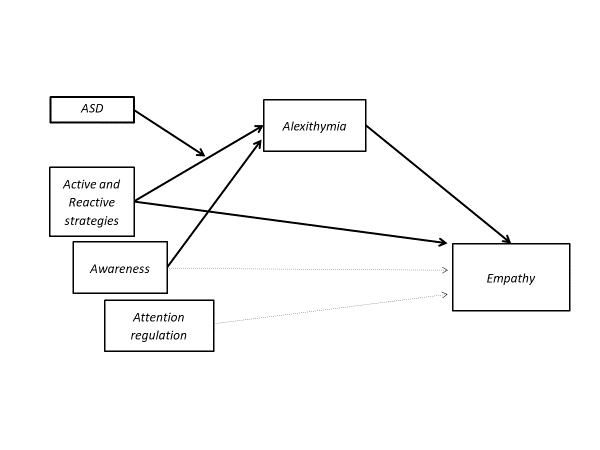 ASD
Alexithymia
Active and
Reactive
strategies
Awareness
Empathy
Attention
regulation